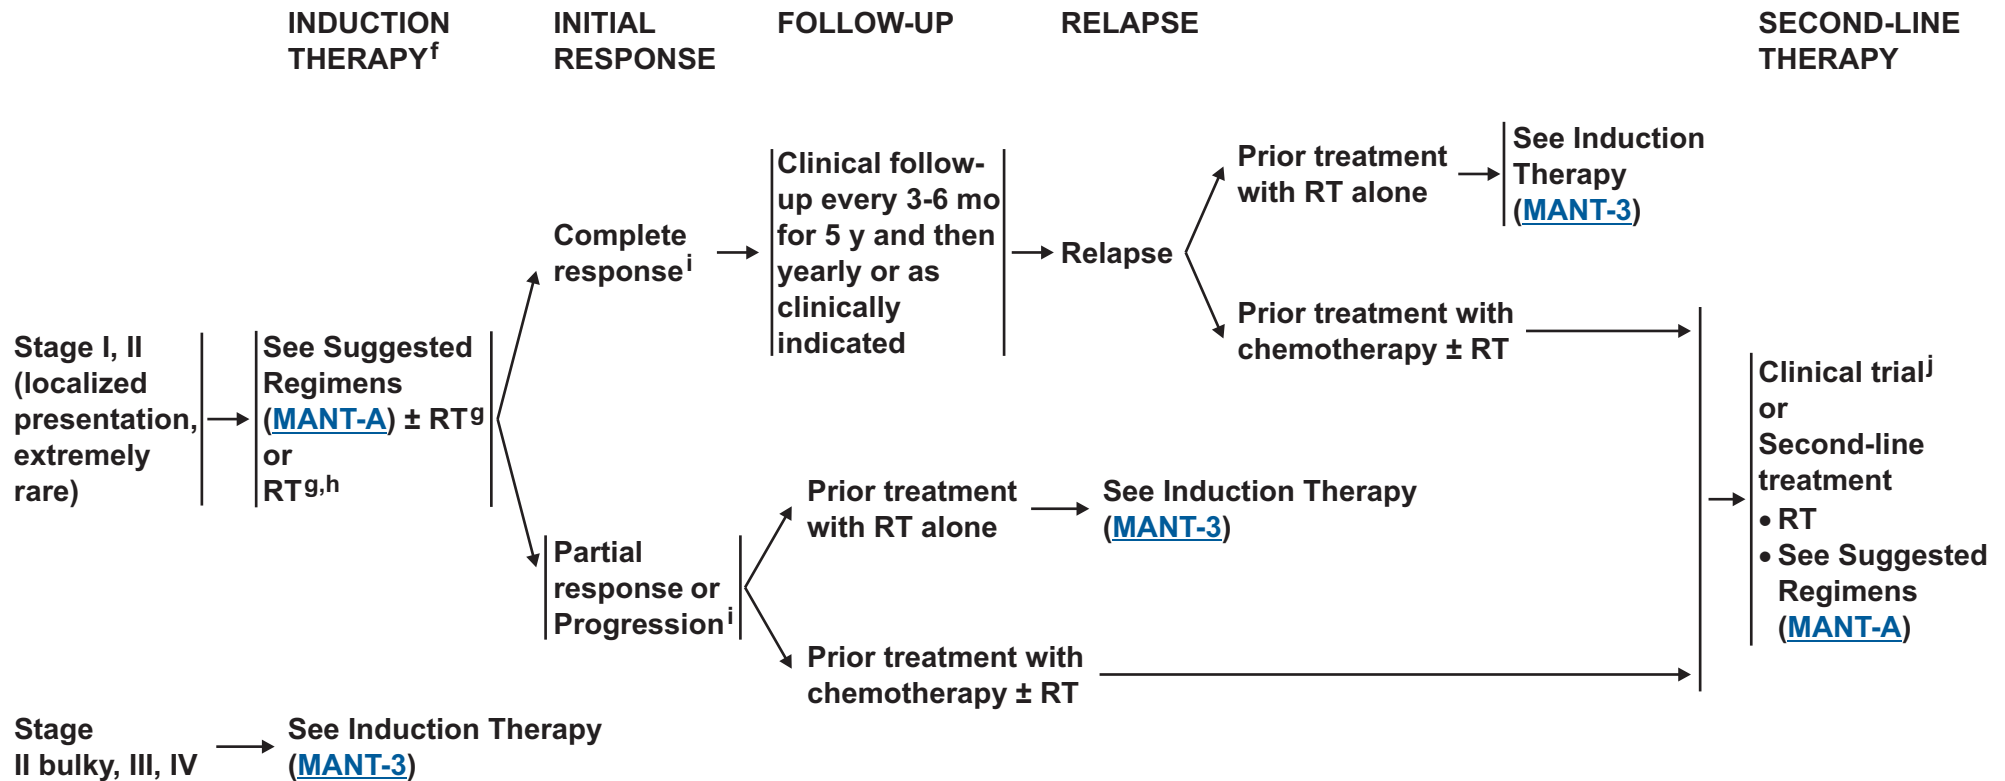 INDUCTION
THERAPYf
INITIAL
RESPONSE
FOLLOW-UP
RELAPSE
SECOND-LINE
THERAPY
Stage I, II
(localized
presentation,
extremely
rare)
See Suggested
Regimens
(MANT-A) ± RTg
or
RTg,h
Complete
responsei
Clinical follow-
up every 3-6 mo
for 5 y and then
yearly or as
clinically
indicated
Relapse
Prior treatment
with RT alone
See Induction
Therapy
(MANT-3)
Prior treatment with
chemotherapy ± RT
Partial
response or
Progressioni
Prior treatment
with RT alone
See Induction Therapy
(MANT-3)
Prior treatment with
chemotherapy ± RT
Clinical trialj
or
Second-line
treatment
• RT
• See Suggested
Regimens
(MANT-A)
Stage
II bulky, III, IV
See Induction Therapy
(MANT-3)